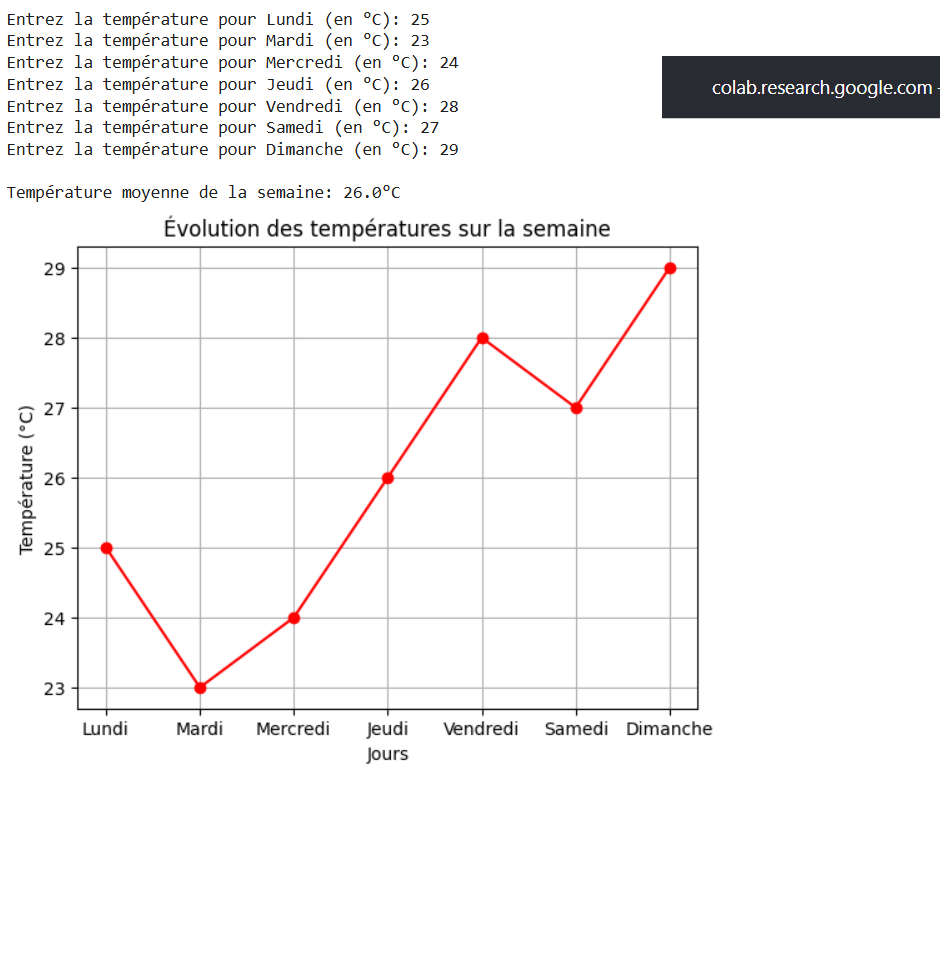 Entrez la température pour Lundi (en °C): 25
Entrez la température pour Mardi (en °C): 23
Entrez la température pour Mercredi (en °C): 24
Entrez la température pour Jeudi (en °C): 26
Entrez la température pour Vendredi (en °C): 28
Entrez la température pour Samedi (en °C): 27
Entrez la température pour Dimanche (en °C): 29
colab.research.google.com -
Température moyenne de la semaine: 26.0°C
Évolution des températures sur la semaine
Température (°C)
29
28
27
26
25
24
23
Lundi Mardi Mercredi Jeudi Vendredi Samedi Dimanche
Jours